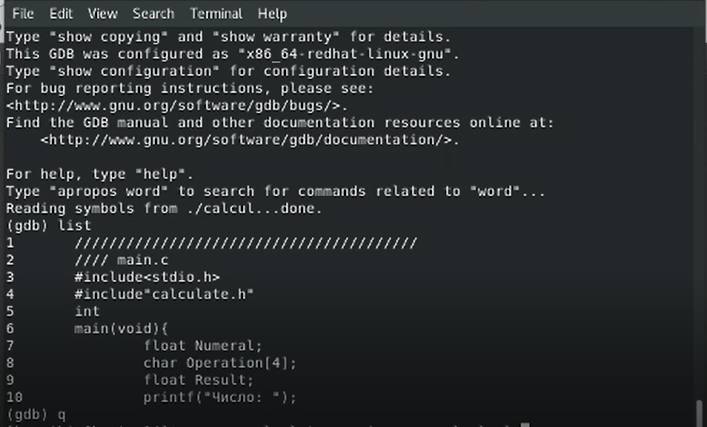 File Edit View Search Terminal Help
Type "show copying" and "show warranty" for details.
This GDB was configured as "x86_64-redhat-linux-gnu".
Type "show configuration" for configuration details.
For bug reporting instructions, please see:
<http://www.gnu.org/software/gdb/bugs/>.
Find the GDB manual and other documentation resources online at:
    <http://www.gnu.org/software/gdb/documentation/>.

For help, type "help".
Type "apropos word" to search for commands related to "word"...
Reading symbols from ./calcul...done.
(gdb) list
1       ////////////////////////////////////////
2       //// main.c
3       #include<stdio.h>
4       #include"calculate.h"
5       int
6       main(void){
7               float Numeral;
8               char Operation[4];
9               float Result;
10              printf("Число: ");
(gdb) q